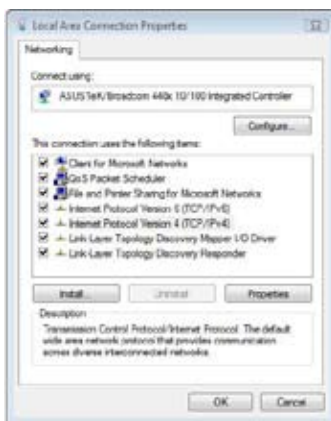 Local Area Connection Properties
Networking
Connect using:
ASUSTeK/Broadcom 440x 10/100 Integrated Controller
Configure...
This connection uses the following items:
Client for Microsoft Networks
QoS Packet Scheduler
File and Printer Sharing for Microsoft Networks
Internet Protocol Version 6 (TCP/IPv6)
Internet Protocol Version 4 (TCP/IPv4)
Link-Layer Topology Discovery Mapper I/O Driver
Link-Layer Topology Discovery Responder
Install...
Uninstall
Properties
Description
Transmission Control Protocol/Internet Protocol. The default
wide area network protocol that provides communication
across diverse interconnected networks.
OK
Cancel